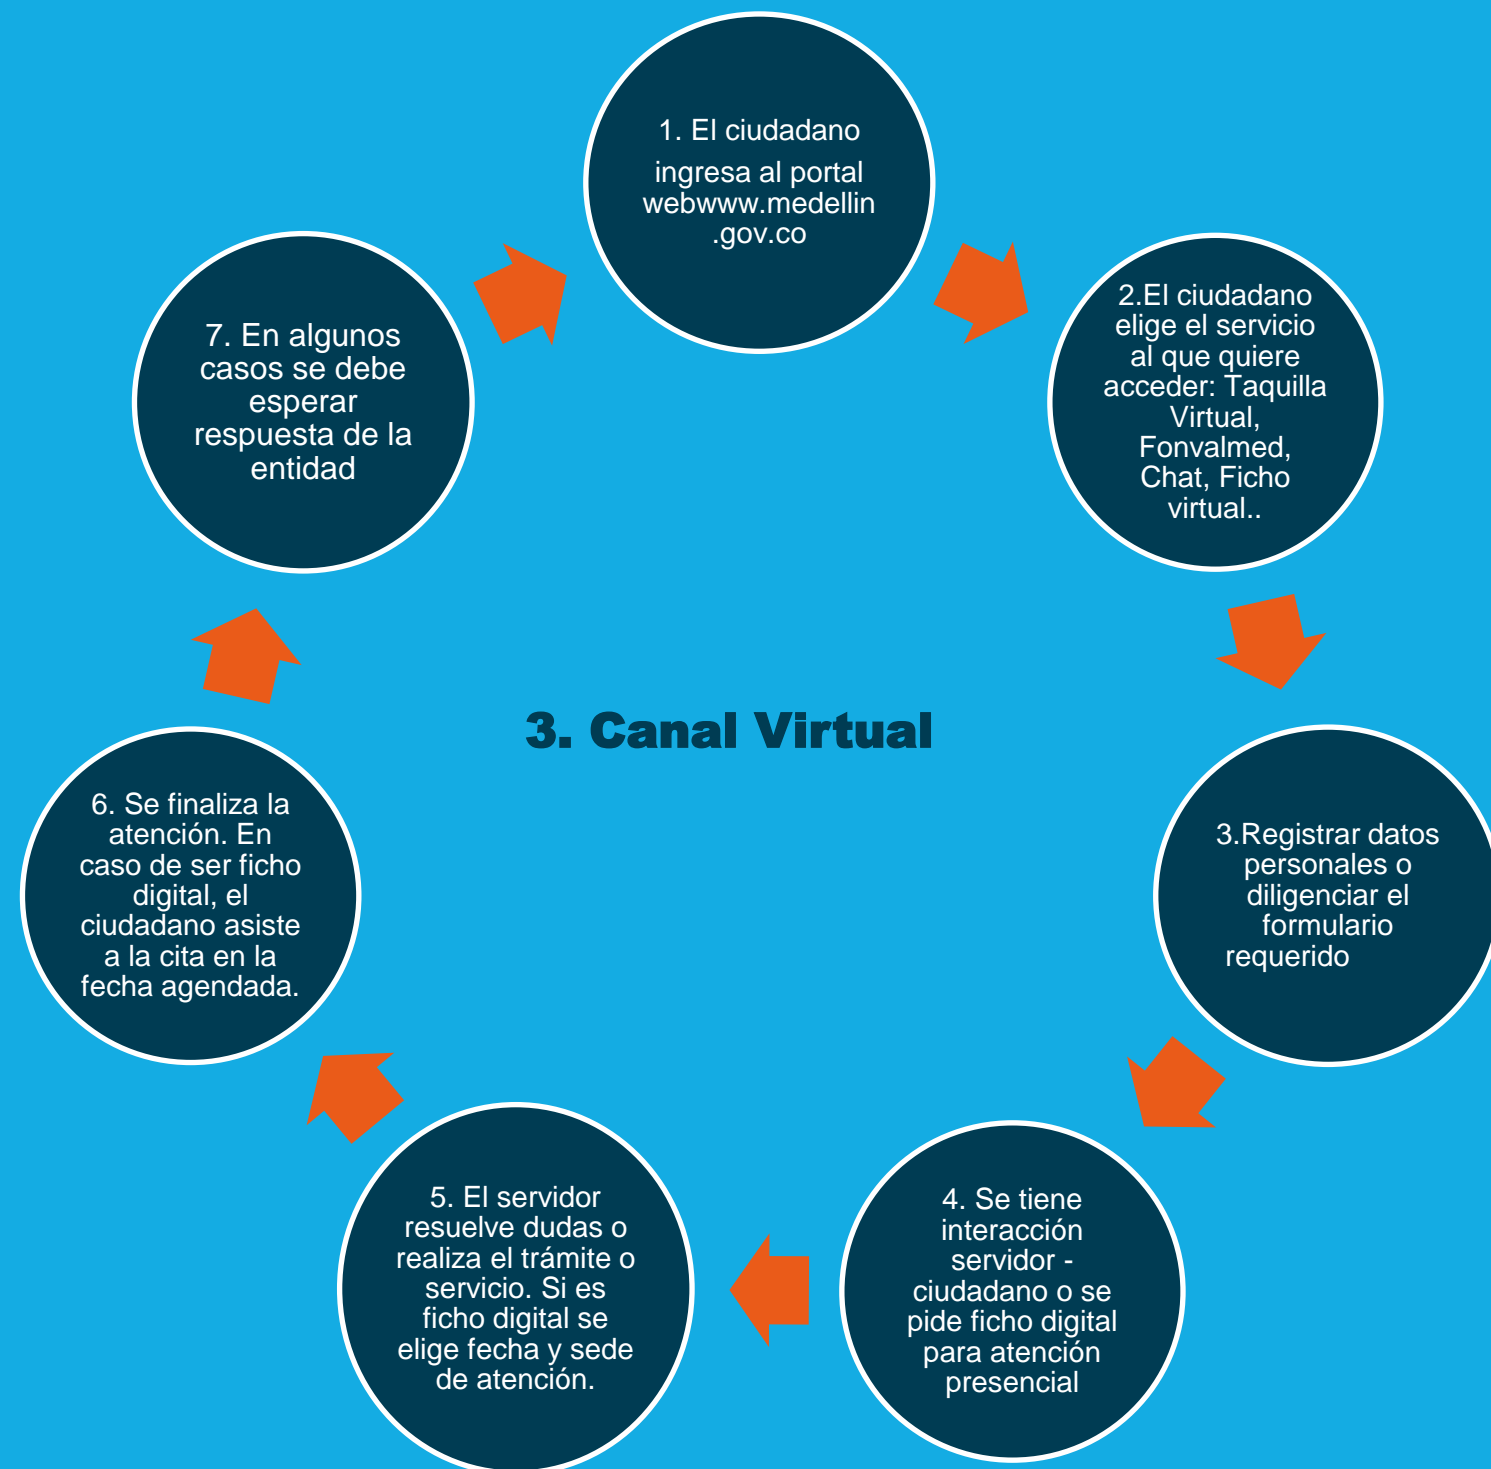 1. El ciudadano
ingresa al portal
webwww.medellin
.gov.co
2.El ciudadano
elige el servicio
al que quiere
acceder: Taquilla
Virtual,
Fonvalmed,
Chat, Ficho
virtual..
3.Registrar datos
personales o
diligenciar el
formulario
requerido
4. Se tiene
interacción
servidor -
ciudadano o se
pide ficho digital
para atención
presencial
5. El servidor
resuelve dudas o
realiza el trámite o
servicio. Si es
ficho digital se
elige fecha y sede
de atención.
6. Se finaliza la
atención. En
caso de ser ficho
digital, el
ciudadano asiste
a la cita en la
fecha agendada.
7. En algunos
casos se debe
esperar
respuesta de la
entidad
3. Canal Virtual